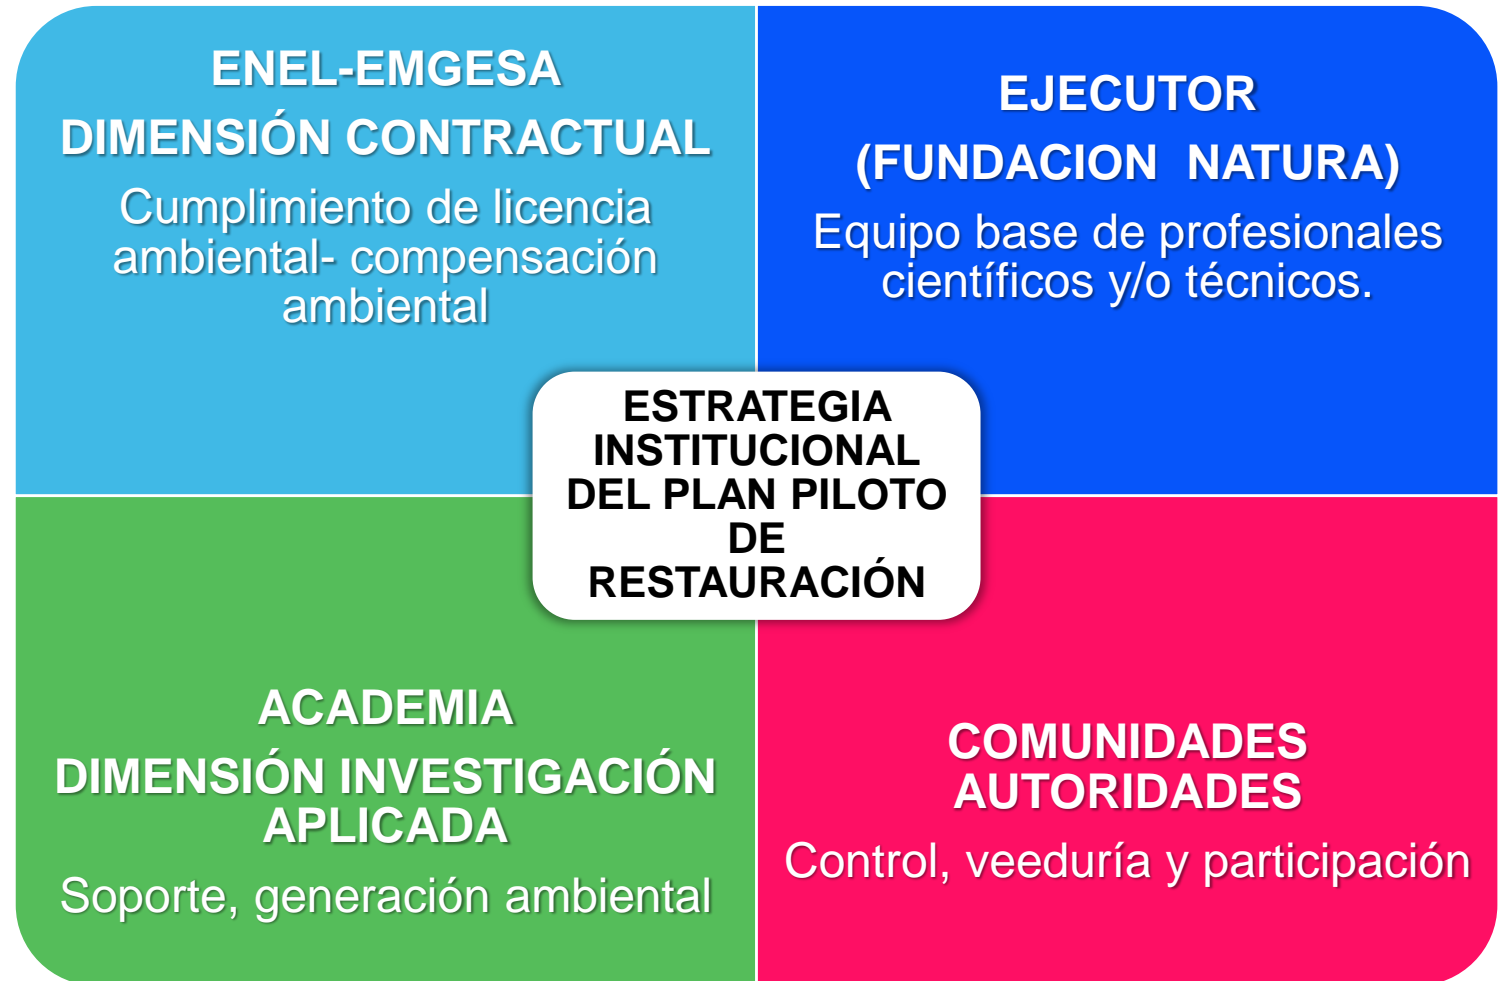 ENEL-EMGESA
DIMENSIÓN CONTRACTUAL
Cumplimiento de licencia
ambiental- compensación
ambiental
EJECUTOR
(FUNDACION NATURA)
Equipo base de profesionales
científicos y/o técnicos.
ESTRATEGIA
INSTITUCIONAL
DEL PLAN PILOTO
DE
RESTAURACIÓN
ACADEMIA
DIMENSIÓN INVESTIGACIÓN
APLICADA
Soporte, generación ambiental
COMUNIDADES
AUTORIDADES
Control, veeduría y participación